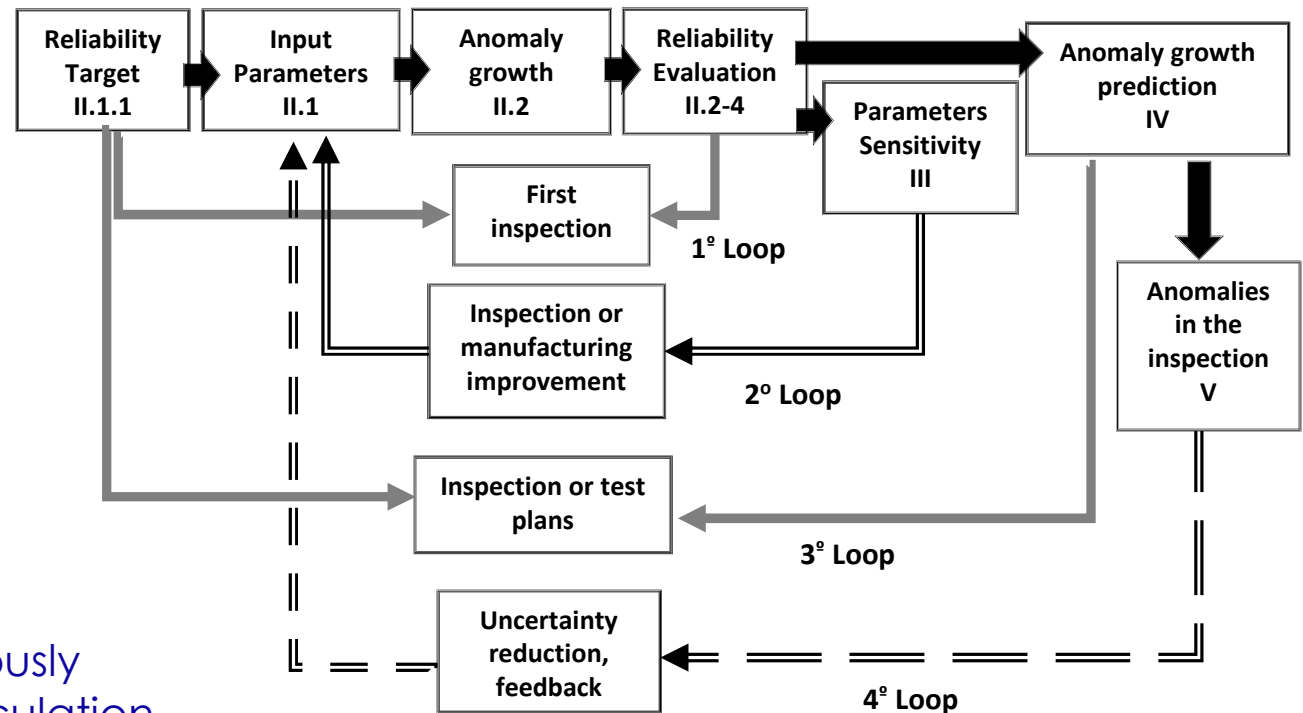 Reliability
Target
II.1.1
Input
Parameters
II.1
Anomaly
growth
II.2
Reliability
Evaluation
II.2-4
Anomaly growth
prediction
IV
Parameters
Sensitivity
III
First
inspection
1º Loop
Anomalies
in the
inspection
V
Inspection or
manufacturing
improvement
2º Loop
Inspection or test
plans
3º Loop
Uncertainty
reduction,
feedback
4º Loop